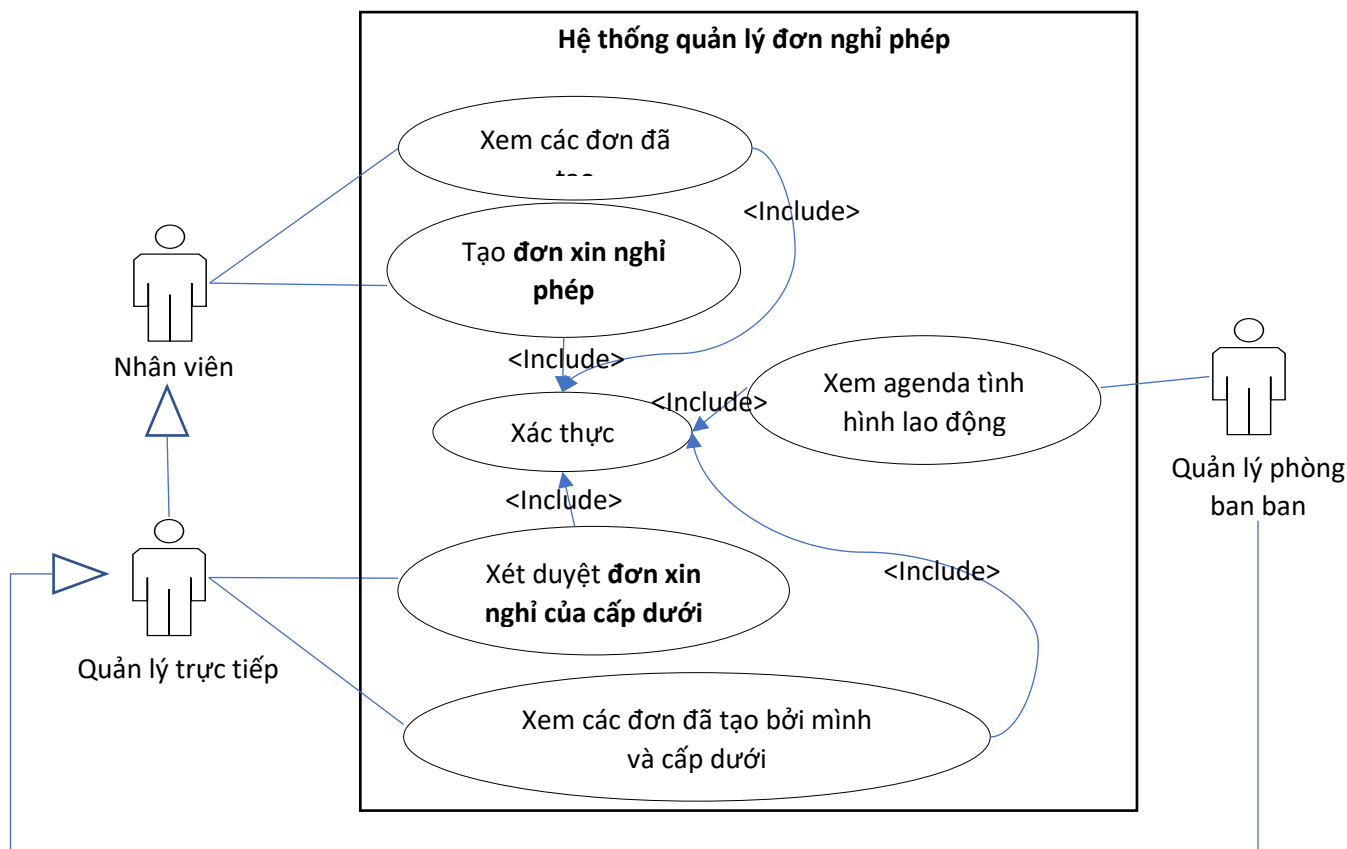 Hệ thống quản lý đơn nghỉ phép
Xem các đơn đã
<Include>
Tạo đơn xin nghỉ
phép
Nhân viên
<Include>
<Include>
Xem agenda tình
hình lao động
Xác thực
Quản lý phòng
ban ban
<Include>
Xét duyệt đơn xin
nghỉ của cấp dưới
<Include>
Quản lý trực tiếp
Xem các đơn đã tạo bởi mình
và cấp dưới